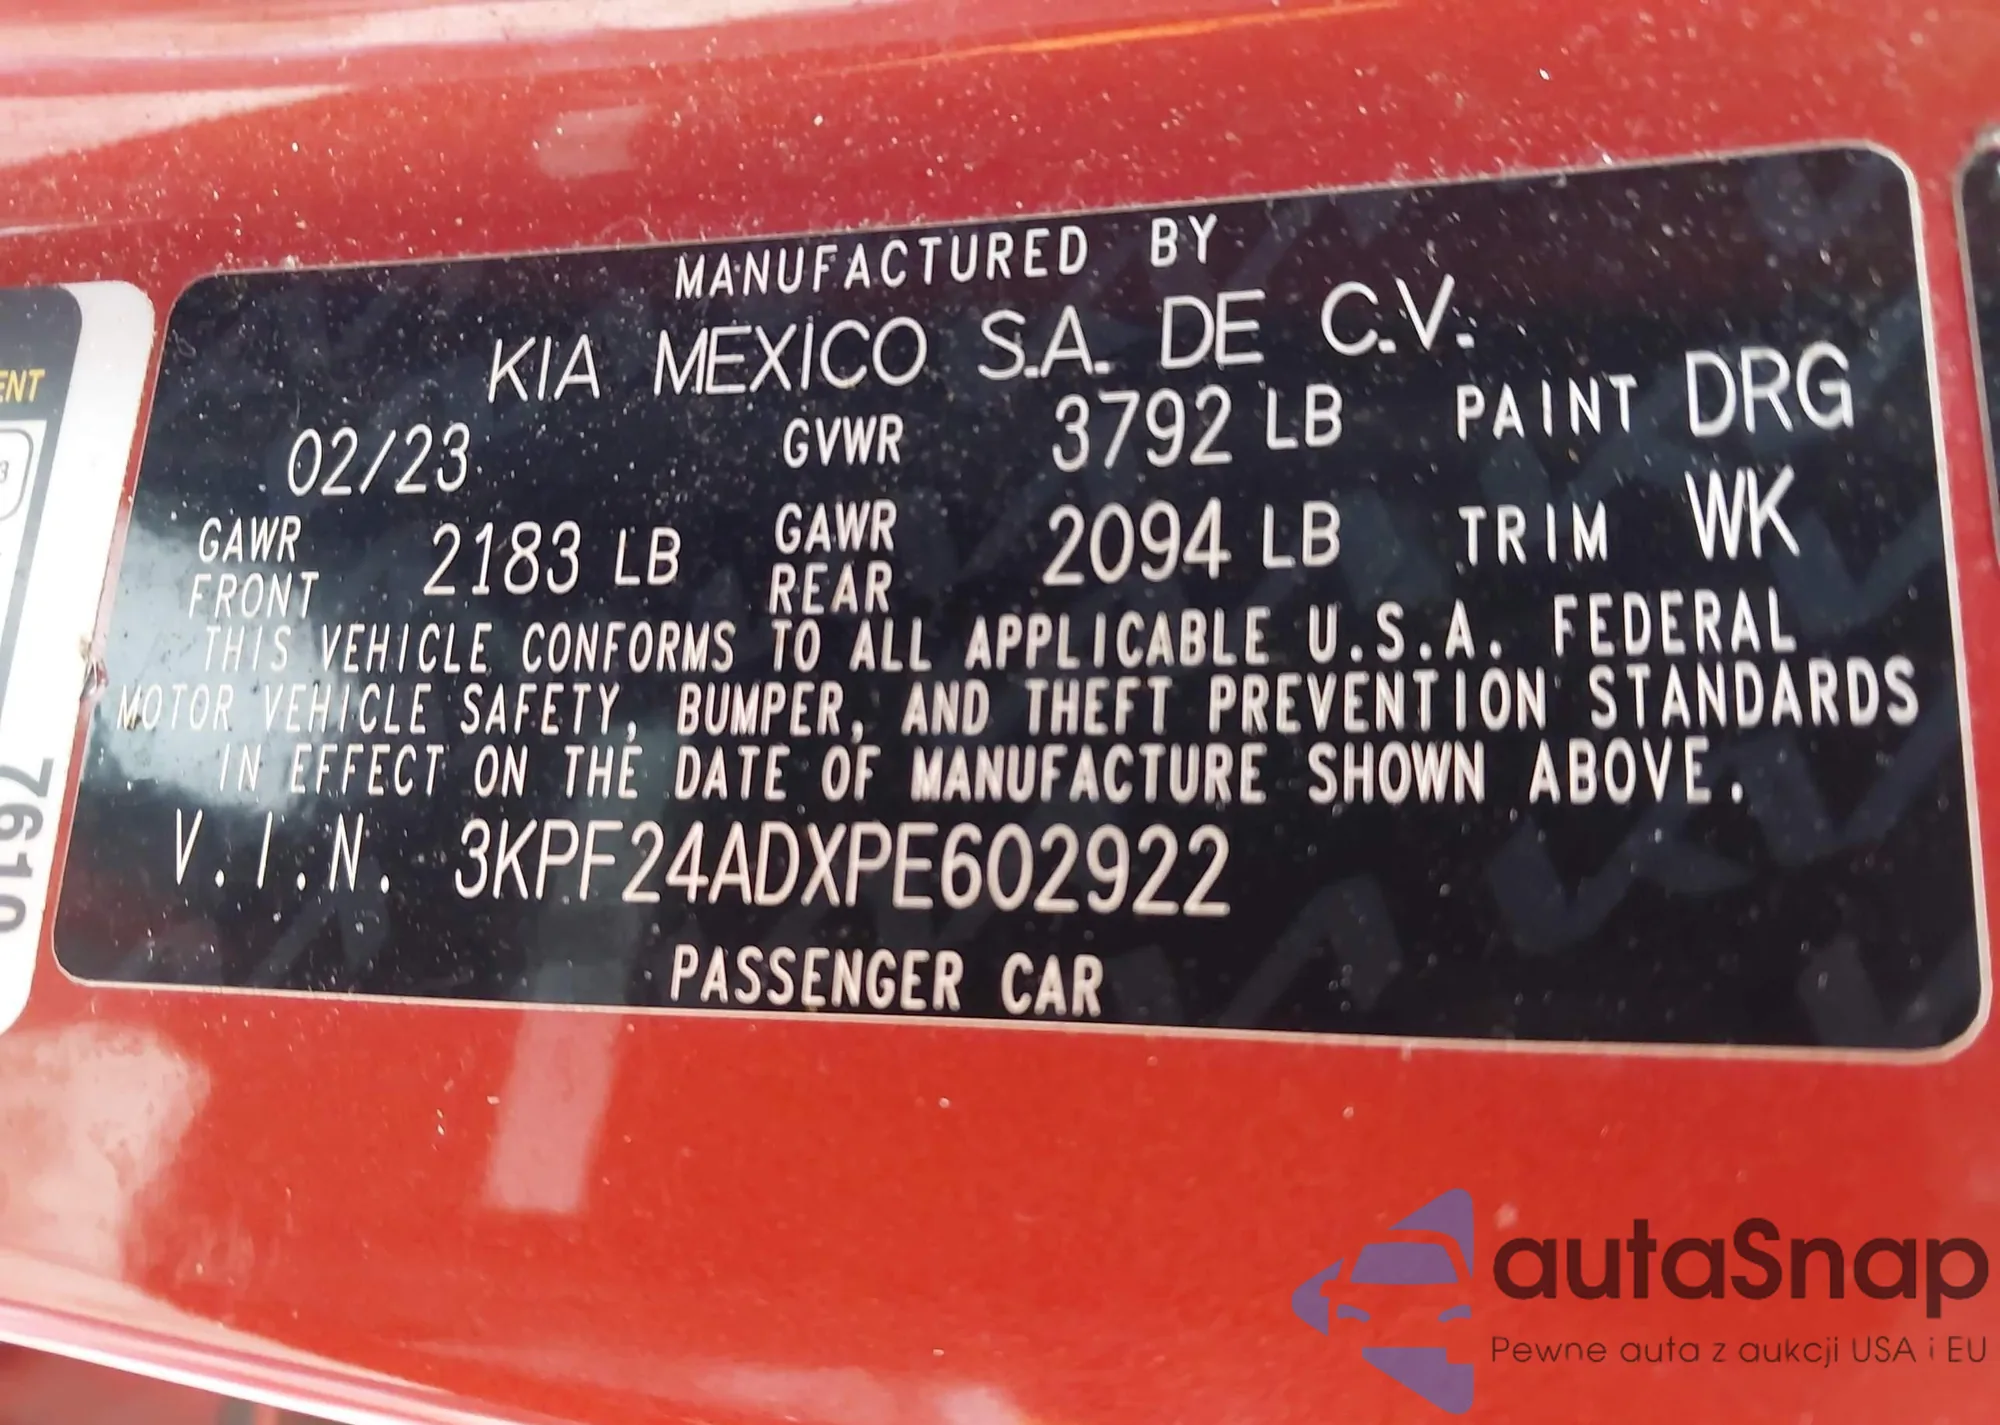 MANUFACTURED BY
KIA MEXICO S.A. DE C.V.
02/23 GVWR 3792 LB PAINT DRG
GAWR FRONT 2183 LB GAWR REAR 2094 LB TRIM WK
THIS VEHICLE CONFORMS TO ALL APPLICABLE U.S.A. FEDERAL
MOTOR VEHICLE SAFETY, BUMPER, AND THEFT PREVENTION STANDARDS
IN EFFECT ON THE DATE OF MANUFACTURE SHOWN ABOVE.
V.I.N. 3KPF24ADXPE602922
PASSENGER CAR
autaSnap
Pewne auta z aukcji USA i EU